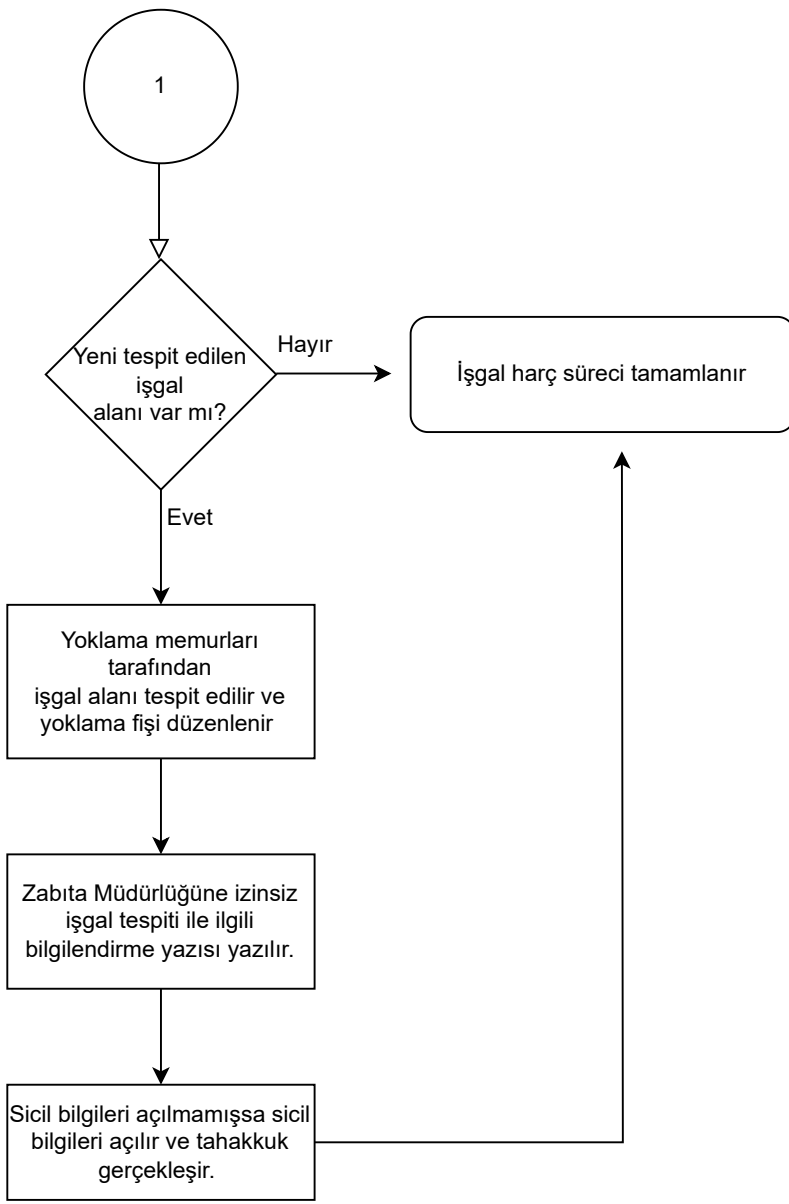 1
Yeni tespit edilen
işgal
alanı var mı?
Hayır
İşgal harç süreci tamamlanır
Evet
Yoklama memurları
tarafından
işgal alanı tespit edilir ve
yoklama fişi düzenlenir
Zabıta Müdürlüğüne izinsiz
işgal tespiti ile ilgili
bilgilendirme yazısı yazılır.
Sicil bilgileri açılmamışsa sicil
bilgileri açılır ve tahakkuk
gerçekleşir.